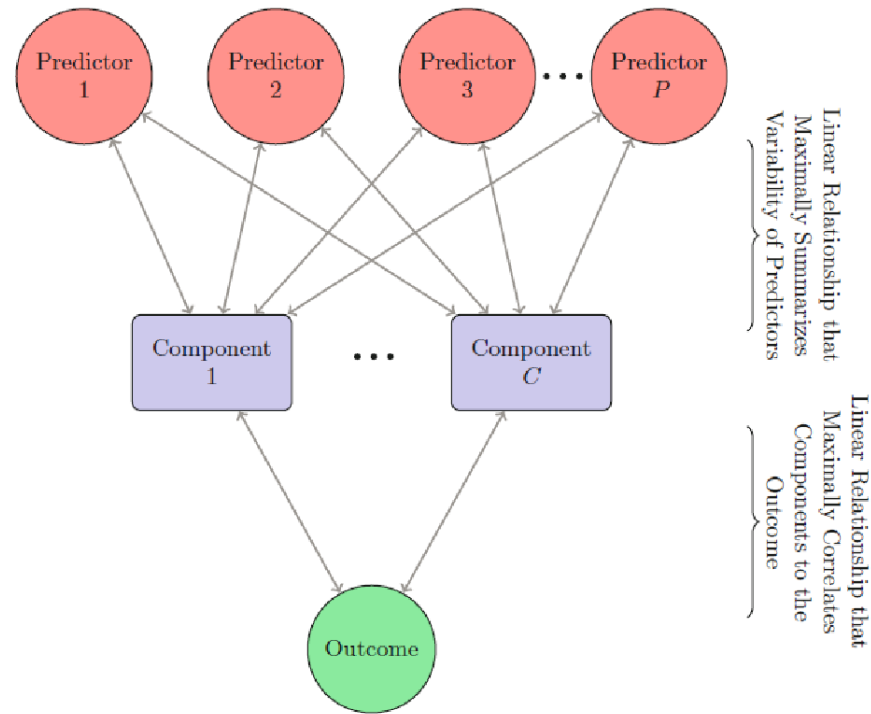 Predictor
1
Predictor
2
Predictor
3
...
Predictor
P
Linear Relationship that
Maximally Summarizes
Variability of Predictors
Component
1
...
Component
C
Linear Relationship that
Maximally Correlates
Components to the
Outcome
Outcome